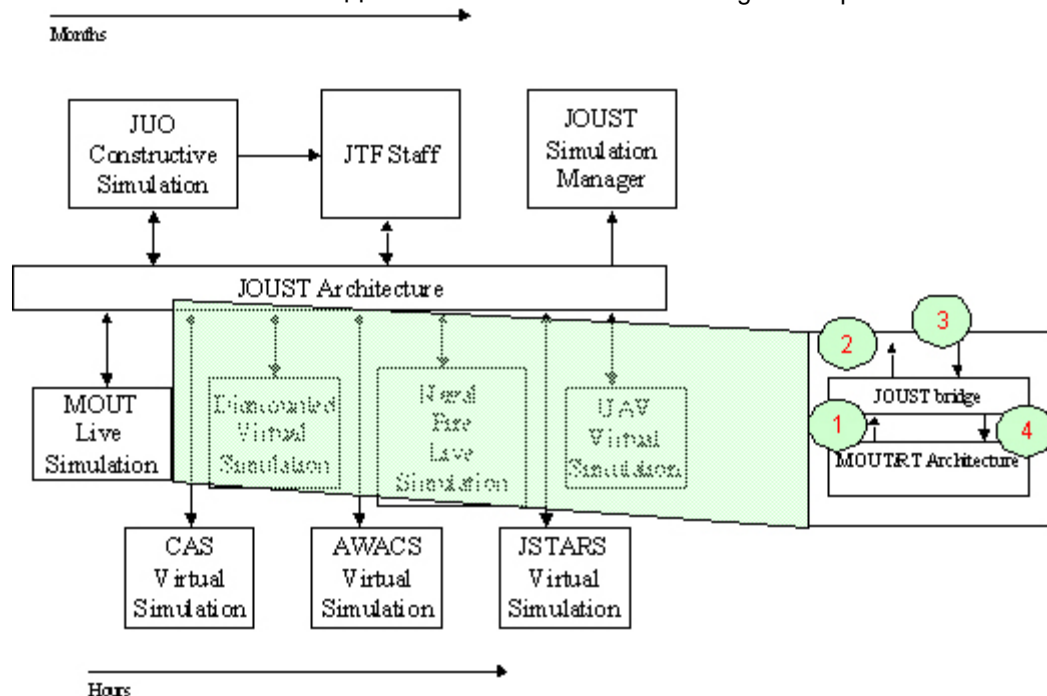 Months
JUO
Constructive
Simulation
JTF Staff
JOUST
Simulation
Manager
JOUST Architecture
MOUT
Live
Simulation
Dismounted
Virtual
Simulation
Naval
Fire
Live
Simulation
UAV
Virtual
Simulation
2
3
JOUST bridge
1
4
Architecture
CAS
Virtual
Simulation
AWACS
Virtual
Simulation
JSTARS
Virtual
Simulation
Hours